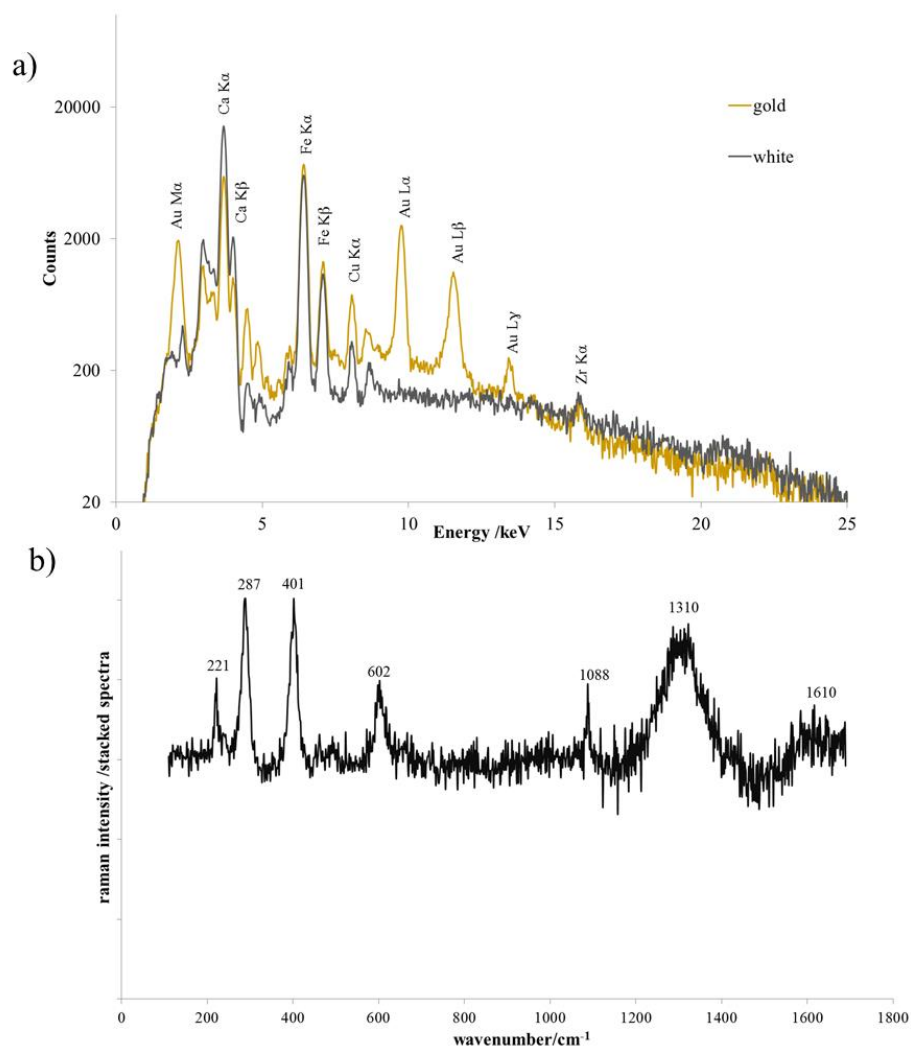 a)
Counts
20000
2000
200
20
Au Mα
Ca Kα
Ca Kβ
Fe Kα
Fe Kβ
Cu Kα
Au Lα
Au Lβ
Au Lγ
Zr Kα
gold
white
0 5 10 15 20 25
Energy /keV
b)
raman intensity /stacked spectra
221
287
401
602
1088
1310
1610
0 200 400 600 800 1000 1200 1400 1600 1800
wavenumber/cm-1